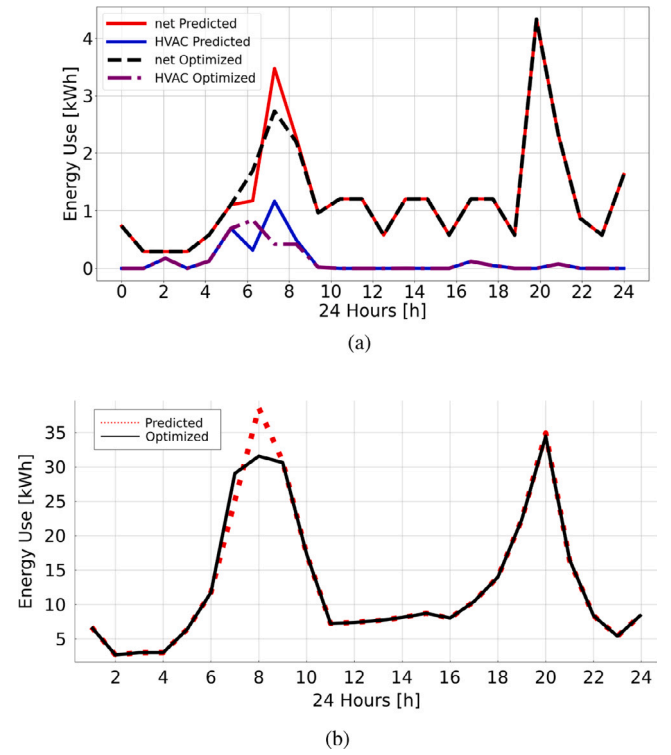 net Predicted
HVAC Predicted
net Optimized
HVAC Optimized
Energy Use [kWh]
4
3
2
1
0
0 2 4 6 8 10 12 14 16 18 20 22 24
24 Hours [h]
(a)
Predicted
Optimized
Energy Use [kWh]
35
30
25
20
15
10
5
2 4 6 8 10 12 14 16 18 20 22 24
24 Hours [h]
(b)